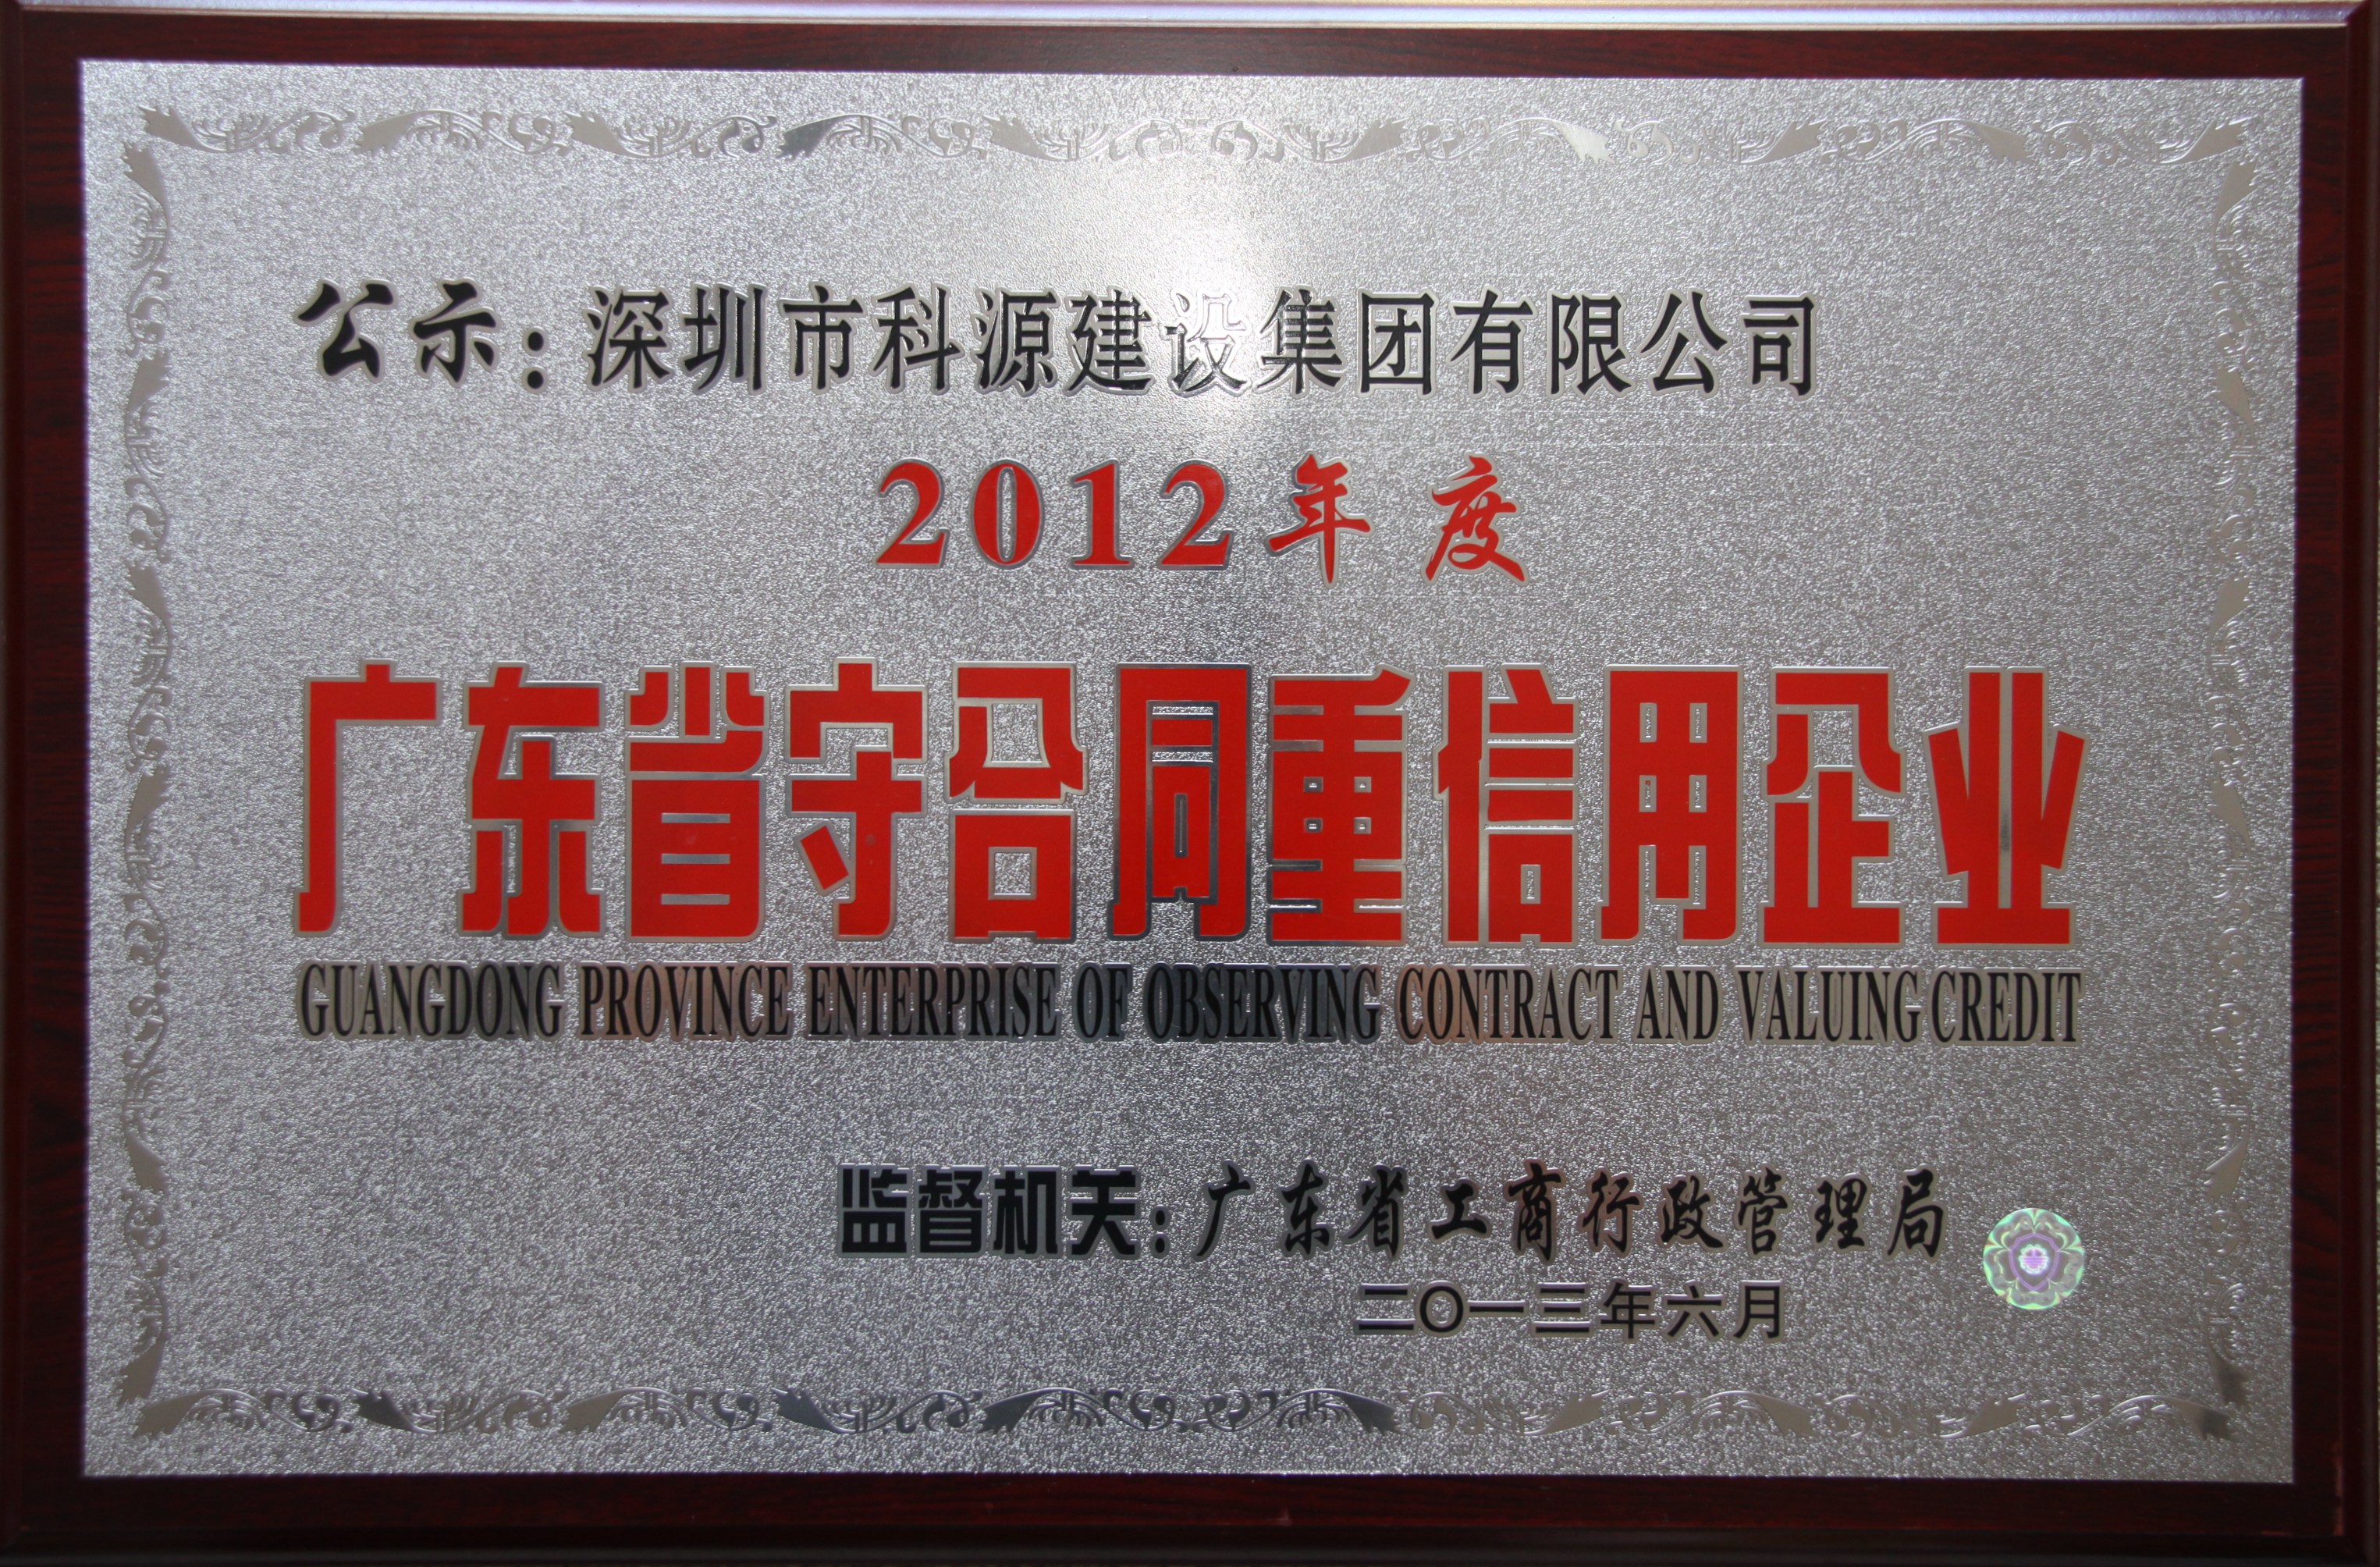 公示:深圳市科源建设集团有限公司
2012年度
广东省守合同重信用企业
GUANGDONG PROVINCE ENTERPRISE OF OBSERVING CONTRACT AND VALUING CREDIT
监督机关:广东省工商行政管理局
二〇一三年六月